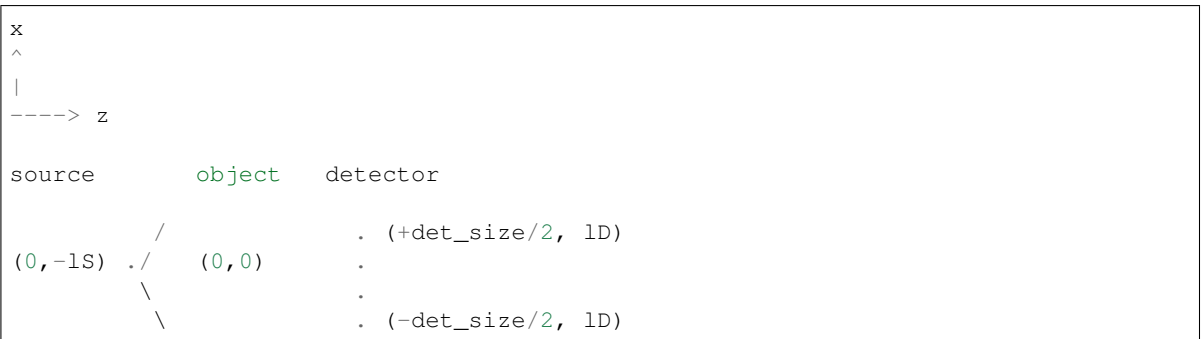 x
^
|
----> z
source object detector
/ . (+det_size/2, lD)
(0,-lS) ./ (0,0) .
\ .
\ . (-det_size/2, lD)